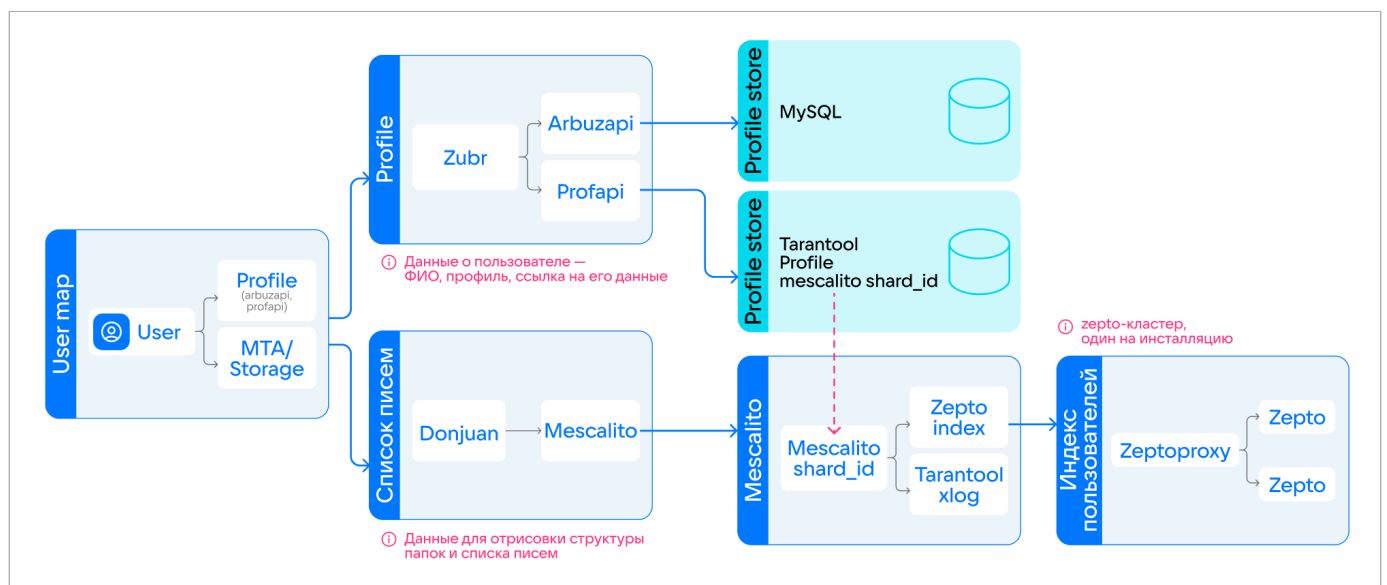 User map
User
Profile
(arbuzapi,
profapi)
MTA/
Storage
Profile
Zubr
Arbuzapi
Profapi
Данные о пользователе —
ФИО, профиль, ссылка на его данные
Profile store
MySQL
Profile store
Tarantool
Profile
mescalito shard_id
Список писем
Donjuan
Mescalito
Данные для отрисовки структуры
папок и списка писем
Mescalito
Mescalito
shard_id
Zepto
index
Tarantool
xlog
zepto-кластер,
один на инсталляцию
Индекс
пользователей
Zeptoproxy
Zepto
Zepto